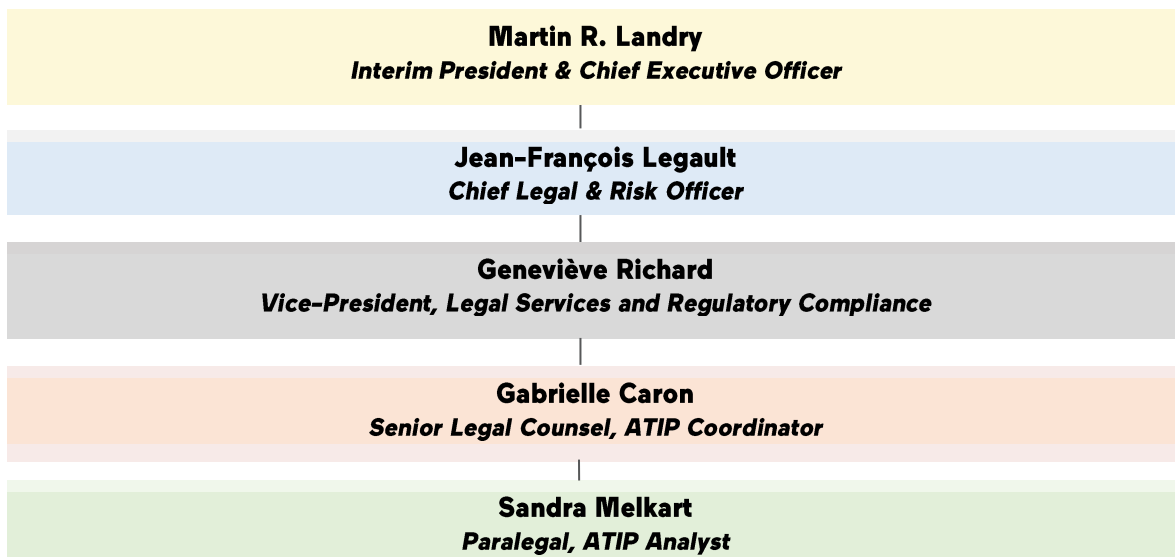 Martin R. Landry
Interim President & Chief Executive Officer
Jean-François Legault
Chief Legal & Risk Officer
Geneviève Richard
Vice-President, Legal Services and Regulatory Compliance
Gabrielle Caron
Senior Legal Counsel, ATIP Coordinator
Sandra Melkart
Paralegal, ATIP Analyst